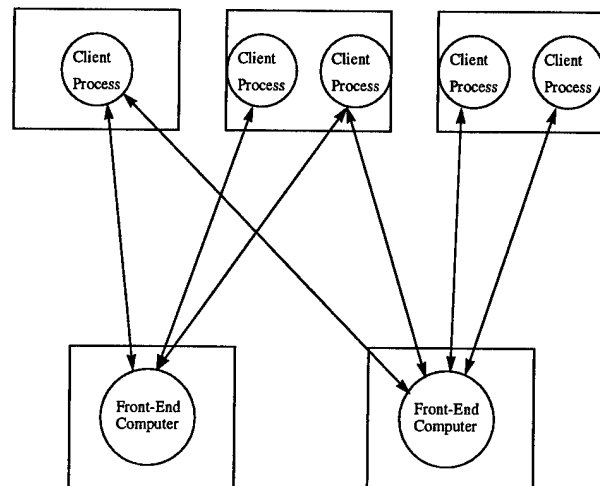 Client
Process
Client
Process
Client
Process
Client
Process
Client
Process
Front-End
Computer
Front-End
Computer